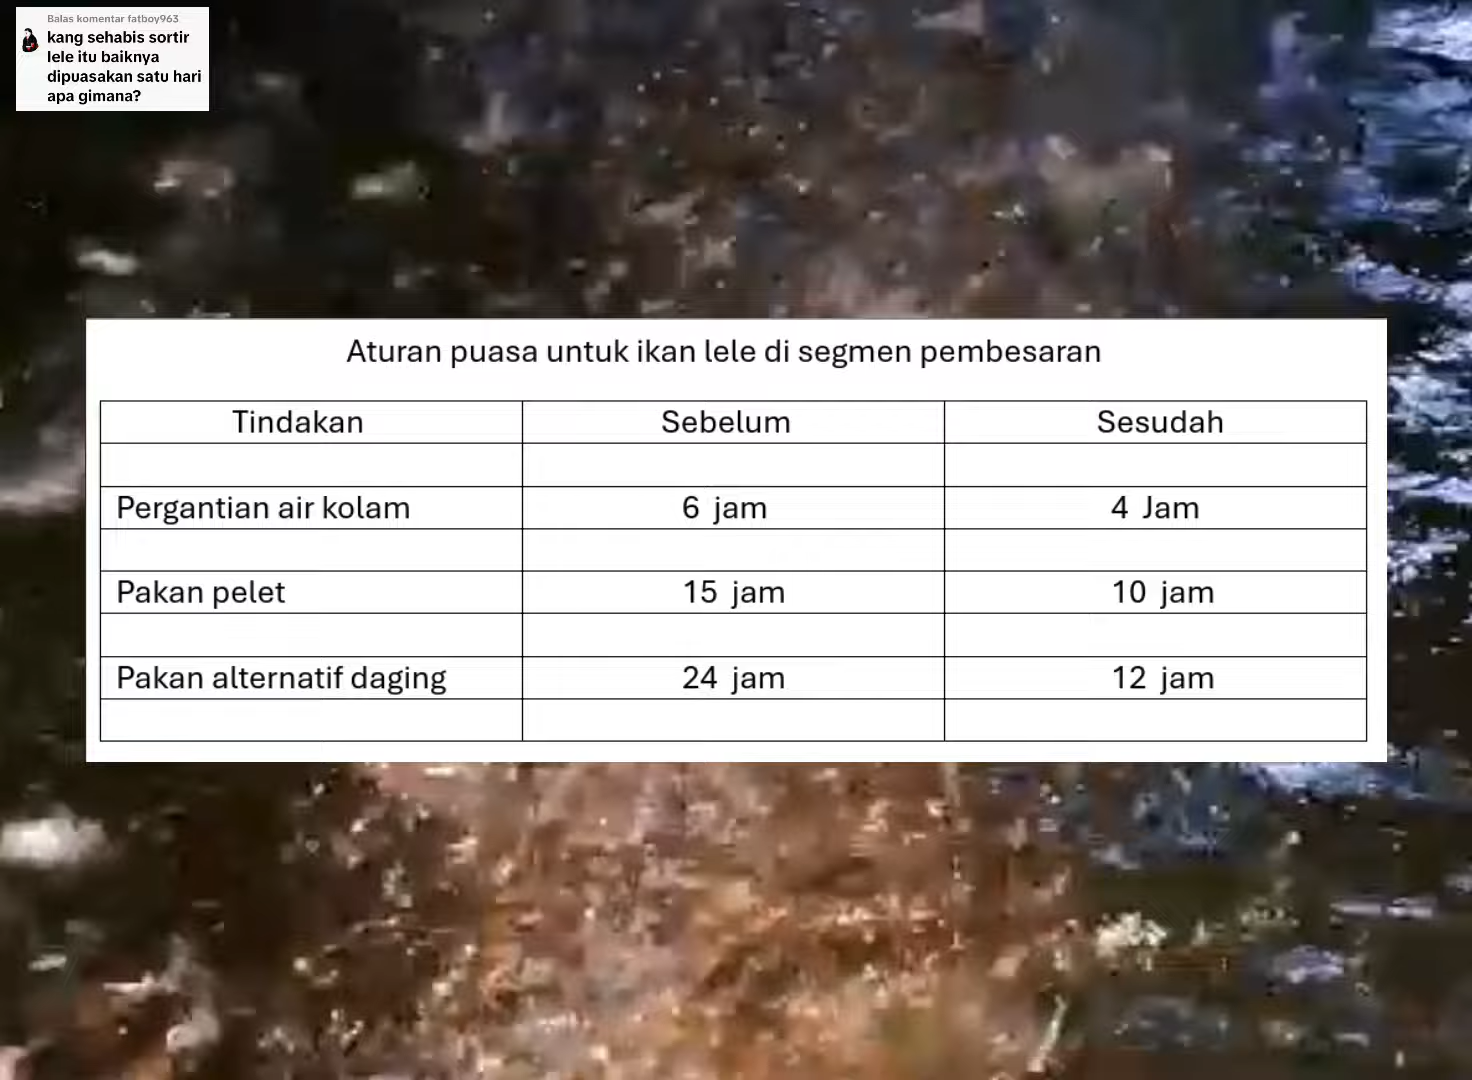 Balas komentar fatboy963
kang sehabis sortir
lele itu baiknya
dipuasakan satu hari
apa gimana?
Aturan puasa untuk ikan lele di segmen pembesaran
Tindakan Sebelum Sesudah
Pergantian air kolam 6 jam 4 Jam
Pakan pelet 15 jam 10 jam
Pakan alternatif daging 24 jam 12 jam